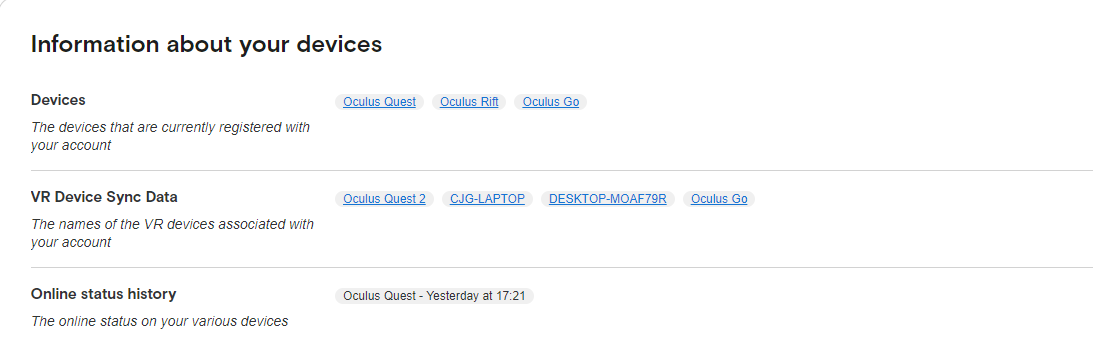 Information about your devices
Devices
Oculus Quest Oculus Rift Oculus Go
The devices that are currently registered with
your account
VR Device Sync Data
Oculus Quest 2 CJG-LAPTOP DESKTOP-MOAF79R Oculus Go
The names of the VR devices associated with
your account
Online status history
Oculus Quest - Yesterday at 17:21
The online status on your various devices